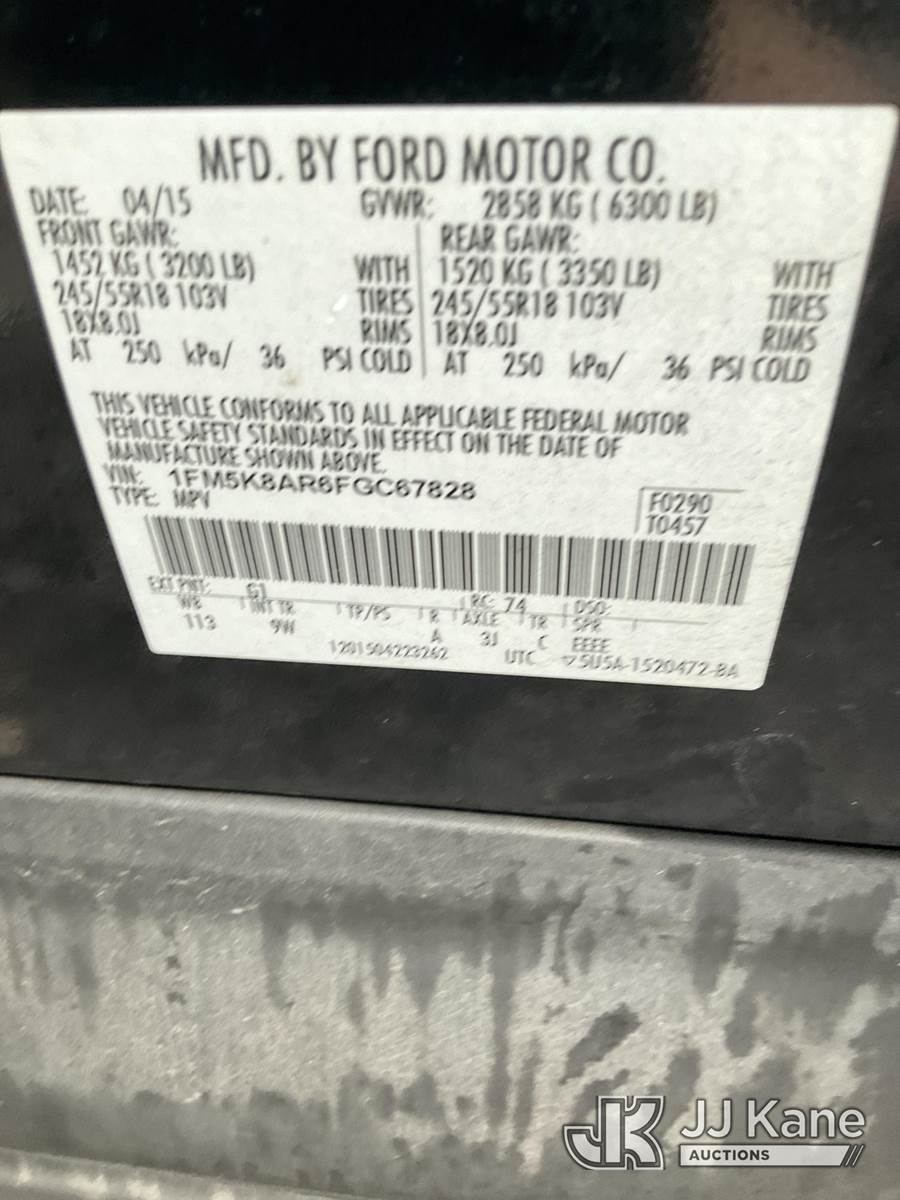 MFD. BY FORD MOTOR CO.
DATE: 04/15 GVWR: 2858 KG ( 6300 LB)
FRONT GAWR: REAR GAWR:
1452 KG ( 3200 LB) WITH 1520 KG ( 3350 LB) WITH
245/55R18 103V TIRES 245/55R18 103V TIRES
18X8.0J RIMS 18X8.0J RIMS
AT 250 kPa/ 36 PSI COLD AT 250 kPa/ 36 PSI COLD
THIS VEHICLE CONFORMS TO ALL APPLICABLE FEDERAL MOTOR
VEHICLE SAFETY STANDARDS IN EFFECT ON THE DATE OF
MANUFACTURE SHOWN ABOVE.
VIN: 1FM5K8AR6FGC67828
TYPE: MPV
F0290
T0457
EXT PNT: G1 RC: 74 DSO:
WB INT TR TP/PS R AXLE TR SPR
113 9W A 3J C EEEE
1201504223262 UTC 5U5A-1520472-BA
JK JJ Kane
AUCTIONS